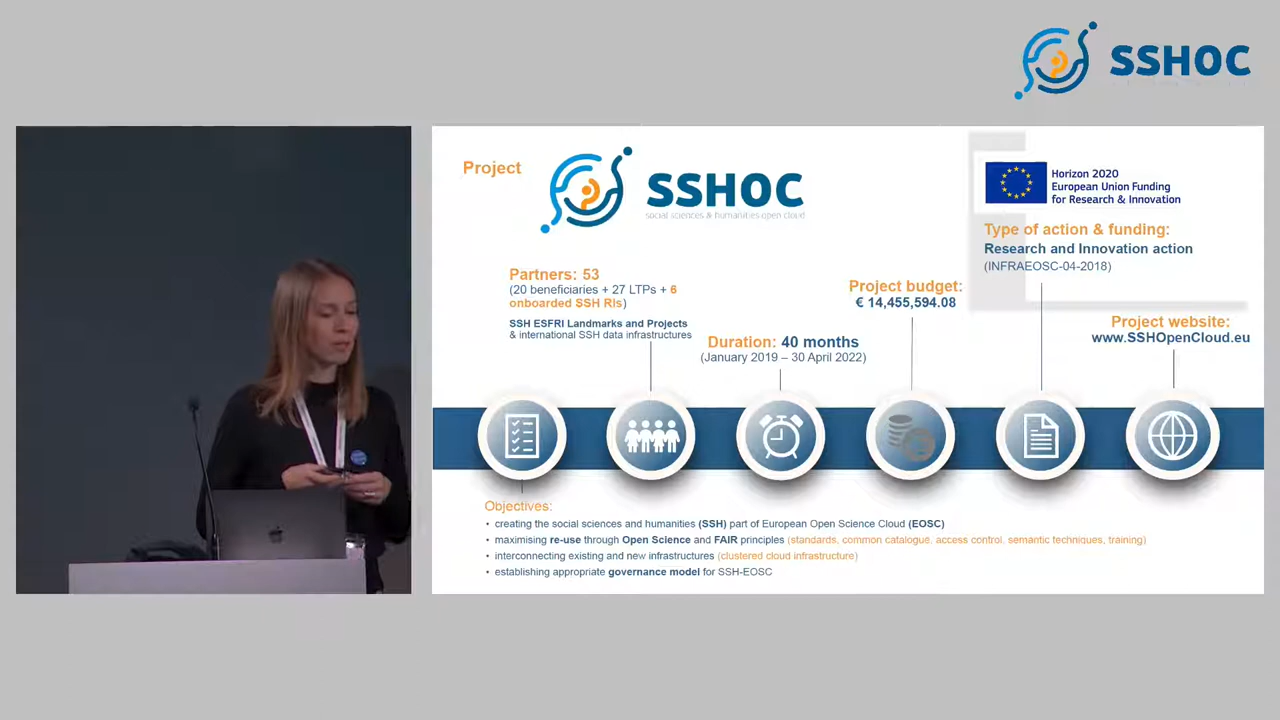 SSHOC
Project
SSHOC
social sciences & humanities open cloud
Horizon 2020
European Union Funding
for Research & Innovation
Type of action & funding:
Research and Innovation action
(INFRAEOSC-04-2018)
Partners: 53
(20 beneficiaries + 27 LTPs + 6
onboarded SSH RIs)
SSH ESFRI Landmarks and Projects
& international SSH data infrastructures
Duration: 40 months
(January 2019 – 30 April 2022)
Project budget:
€ 14,455,594.08
Project website:
www.SSHOpenCloud.eu
Objectives:
• creating the social sciences and humanities (SSH) part of European Open Science Cloud (EOSC)
• maximising re-use through Open Science and FAIR principles (standards, common catalogue, access control, semantic techniques, training)
• interconnecting existing and new infrastructures (clustered cloud infrastructure)
• establishing appropriate governance model for SSH-EOSC